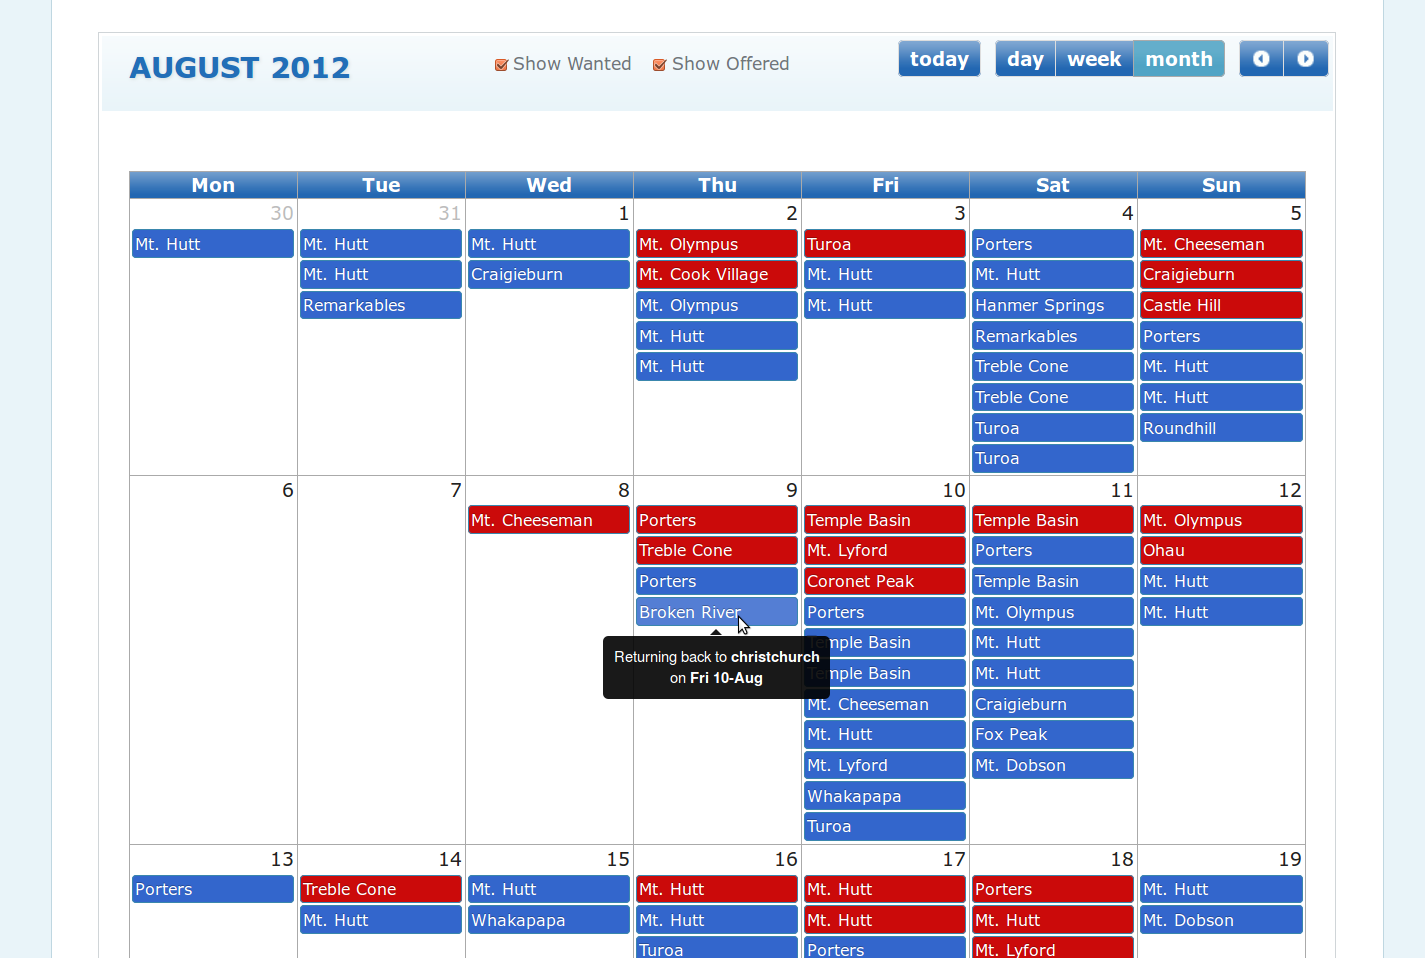 AUGUST 2012
Show Wanted Show Offered
today day week month
Mon Tue Wed Thu Fri Sat Sun
30 31 1 2 3 4 5
Mt. Hutt Mt. Hutt Mt. Hutt Mt. Olympus Turoa Porters Mt. Cheeseman
Mt. Hutt Craigieburn Mt. Cook Village Mt. Hutt Mt. Hutt Craigieburn
Remarkables Mt. Olympus Mt. Hutt Hanmer Springs Castle Hill
Mt. Hutt Remarkables Porters
Mt. Hutt Treble Cone Mt. Hutt
Treble Cone Mt. Hutt
Turoa Roundhill
Turoa
6 7 8 9 10 11 12
Mt. Cheeseman Porters Temple Basin Temple Basin Mt. Olympus
Treble Cone Mt. Lyford Porters Ohau
Porters Coronet Peak Temple Basin Mt. Hutt
Broken River Porters Mt. Olympus Mt. Hutt
Temple Basin Mt. Hutt
Returning back to christchurch
Temple Basin Mt. Hutt
on Fri 10-Aug
Mt. Cheeseman Craigieburn
Mt. Hutt Fox Peak
Mt. Lyford Mt. Dobson
Whakapapa
Turoa
13 14 15 16 17 18 19
Porters Treble Cone Mt. Hutt Mt. Hutt Mt. Hutt Porters Mt. Hutt
Mt. Hutt Whakapapa Mt. Hutt Mt. Hutt Mt. Hutt Mt. Dobson
Turoa Porters Mt. Lyford